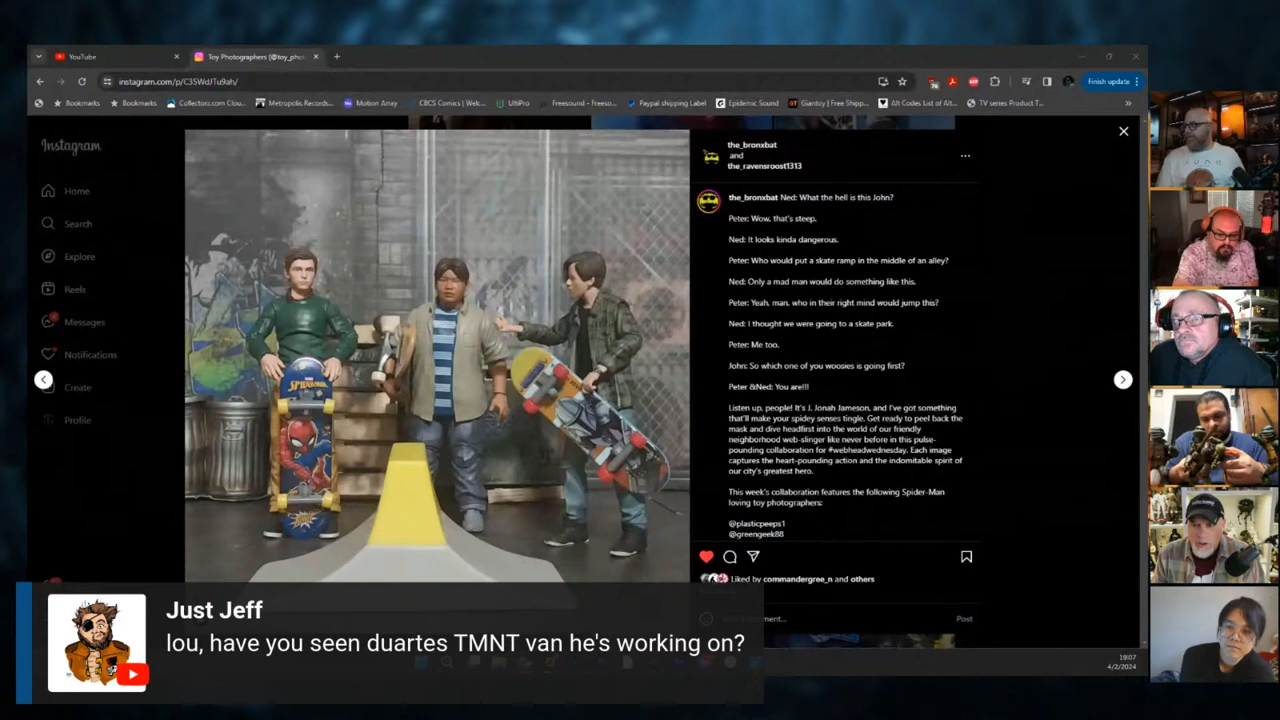 YouTube
Toy Photographers (@toy_phot
instagram.com/p/C35WdJTu9ah/
Finish update
Bookmarks
Bookmarks
Collectorz.com Clou...
Metropolis Records...
Motion Array
CBCS Comics | Welc...
UltiPro
Freesound - Freeso...
Paypal shipping Label
Epidemic Sound
Giantsiy | Free Shipp...
Alt Codes List of Alt...
TV series Product T...
Instagram
Home
Search
Explore
Reels
Messages
Notifications
Create
Profile
the_bronxbat
and
the_ravensroost1313
the_bronxbat Ned: What the hell is this John?
Peter: Wow, that's steep.
Ned: It looks kinda dangerous.
Peter: Who would put a skate ramp in the middle of an alley?
Ned: Only a mad man would do something like this.
Peter: Yeah, man, who in their right mind would jump this?
Ned: I thought we were going to a skate park.
Peter: Me too.
John: So which one of you woosies is going first?
Peter &Ned: You are!!!
Listen up, people! It's J. Jonah Jameson, and I've got something
that'll make your spidey senses tingle. Get ready to peel back the
mask and dive headfirst into the world of our friendly
neighborhood web-slinger like never before in this pulse-
pounding collaboration for #webheadwednesday. Each image
captures the heart-pounding action and the indomitable spirit of
our city's greatest hero.
This week's collaboration features the following Spider-Man
loving toy photographers:
@plasticpeeps1
@greengeek88
Liked by commandergree_n and others
Post
SPIDER-MAN
Just Jeff
lou, have you seen duartes TMNT van he's working on?
19:07
4/2/2024